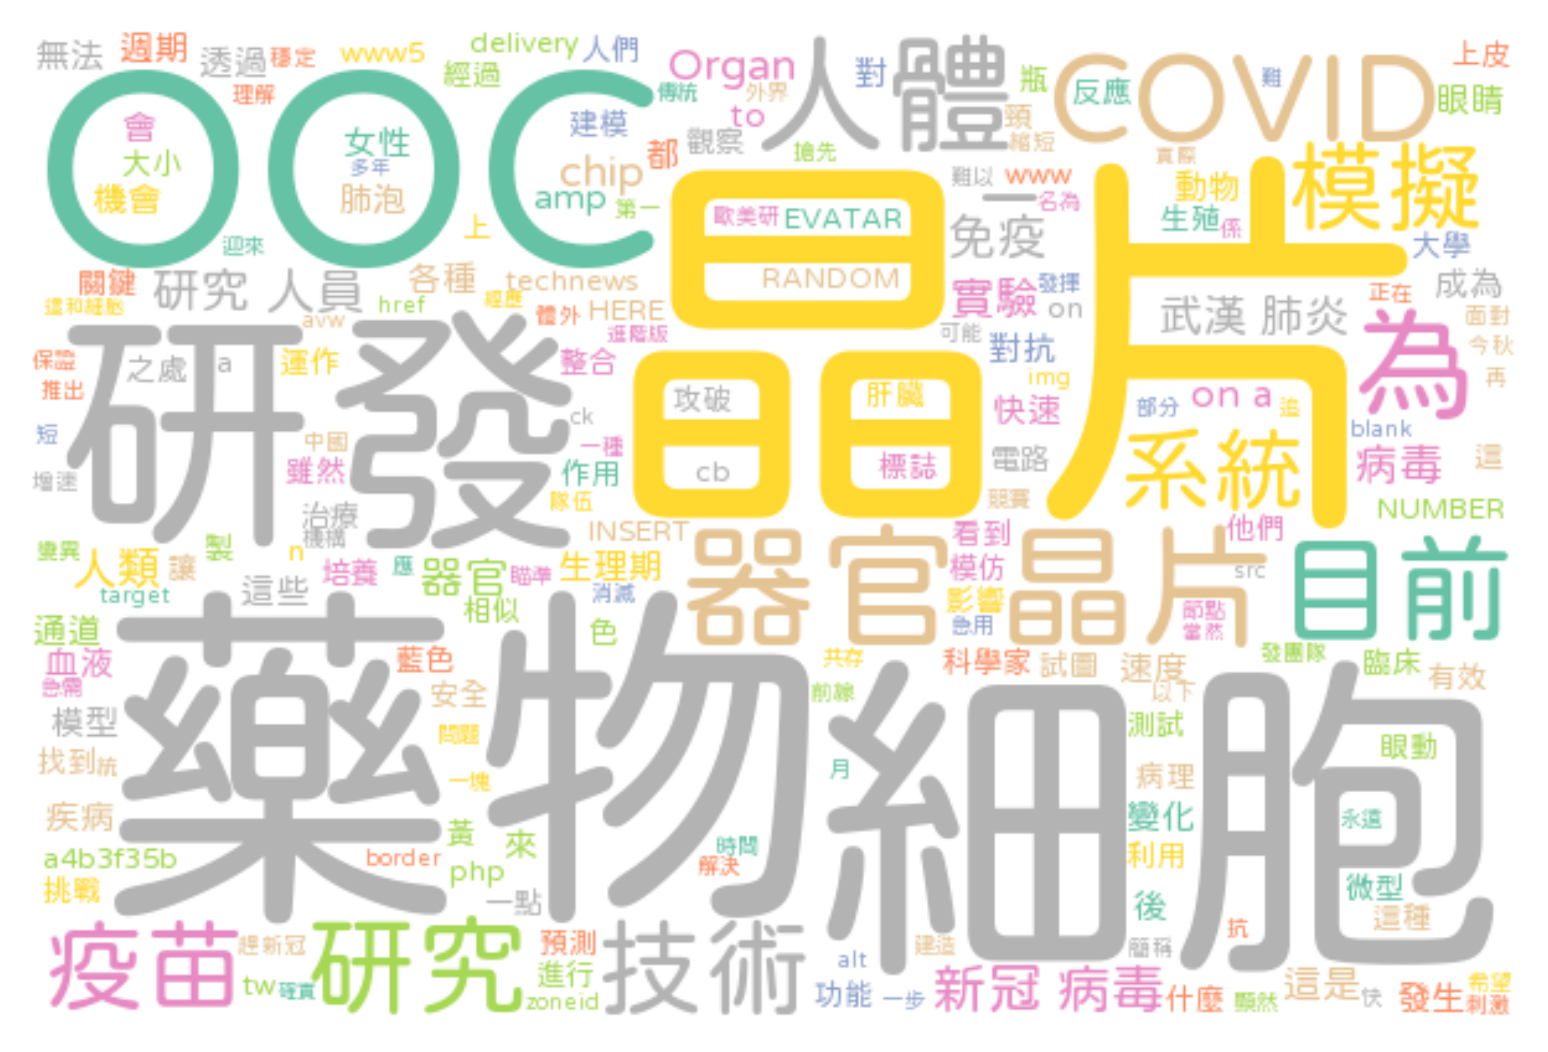 無法
週期
透過
穩定
www5
delivery
人們
經過
理解
傳統
Organ
外界
to
人體
對
瓶
COVID
難
反應
上皮
眼睛
OOC
會
大小
機會
女性
多年
肺泡
建模
chip
amp
第一
都
觀察
搶先
頸
縮短
實際
模擬
迎來
上
晶片
歐美研
EVATAR
RANDOM
難以
www
一
名為
免疫
動物
生殖
係
大學
關鍵
研究 人員
各種
technews
這和細胞
href
經歷
體外
HERE
進階版
實驗
發揮
on
可能
武漢 肺炎
正在
成為
面對
avw
研發
之處
a
運作
整合
保證
推出
對抗
img
為
今秋
再
短
中國
雖然
ck
一種
作用
攻破
肝臟
cb
標誌
快速
電路
部分
on a
追
系統
blank
病毒
這
增速
隊伍
競賽
NUMBER
治療
機構
INSERT
看到
他們
變異
人類
讓
製
n
培養
應
器官
瞄準
生理期
器官晶片
模仿
src
目前
target
這些
相似
消滅
影響
急用
節點
當然
通道
藥物
色
細胞
血液
急需
藍色
共存
科學家
試圖
速度
發團隊
臨床
有效
模型
安全
前線
以下
測試
眼動
找到
統
問題
一塊
月
病理
疾病
黃
來
時間
解決
變化
永遠
a4b3f35b
border
php
利用
挑戰
一點
後
微型
這種
抗
疫苗
趕新冠
研究
預測
技術
建造
簡稱
tw
確實
進行
zoneid
alt
功能
一步
新冠 病毒
什麼
顯然
這是
快
發生
希望
刺激